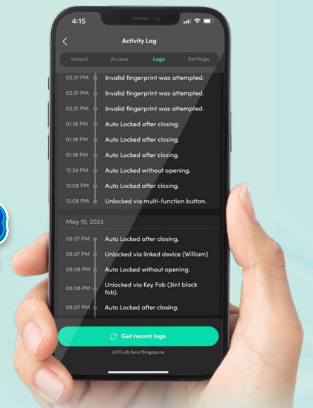 4:15
Activity Log
Unlock Access Logs Settings
02:31 PM Invalid fingerprint was attempted.
02:31 PM Invalid fingerprint was attempted.
02:31 PM Invalid fingerprint was attempted.
01:18 PM Auto Locked after closing.
01:18 PM Auto Locked after closing.
01:18 PM Auto Locked after closing.
12:24 PM Auto Locked without opening.
12:08 PM Auto Locked after closing.
12:08 PM Unlocked via multi-function button.
May 10, 2023
08:37 PM Auto Locked after closing.
08:37 PM Unlocked via linked device (William)
08:08 PM Auto Locked without opening.
08:08 PM Unlocked via Key Fob (3in1 black
fob).
08:07 PM Auto Locked after closing.
Get recent logs
(UTC+8) Asia/Singapore